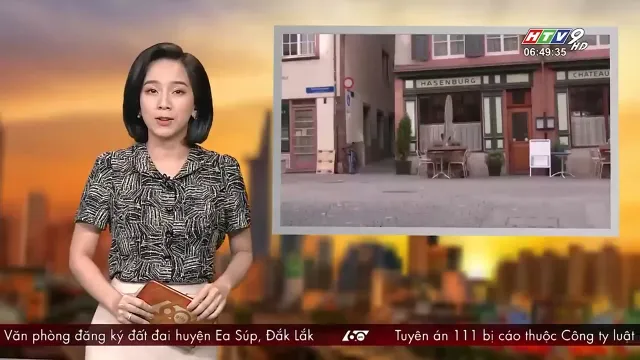 HTV9 HD
06:49:35
HASENBURG
CHATEAU
Văn phòng đăng ký đất đai huyện Ea Súp, Đắk Lắk
60
Tuyên án 111 bị cáo thuộc Công ty luật